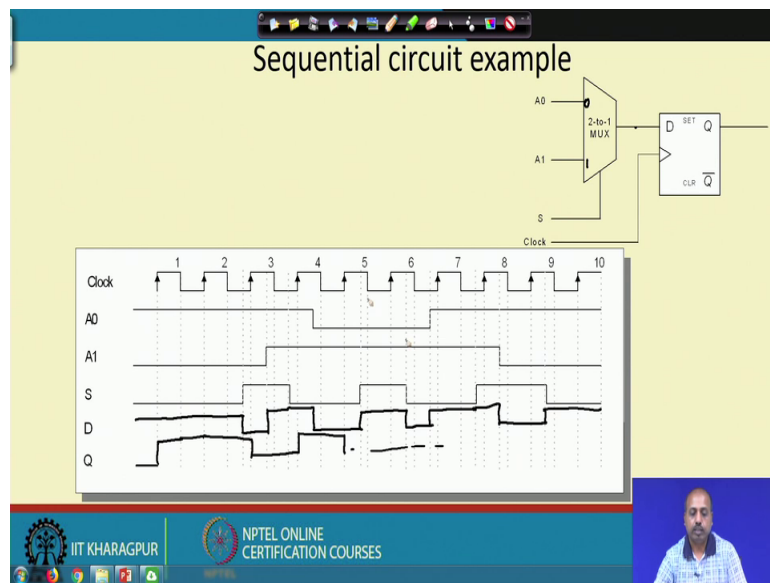 Sequential circuit example
A0
0
2-to-1
MUX
A1
1
S
Clock
D SET Q
CLR Q
1 2 3 4 5 6 7 8 9 10
Clock
A0
A1
S
D
Q
IIT KHARAGPUR
NPTEL ONLINE
CERTIFICATION COURSES
NPTEL